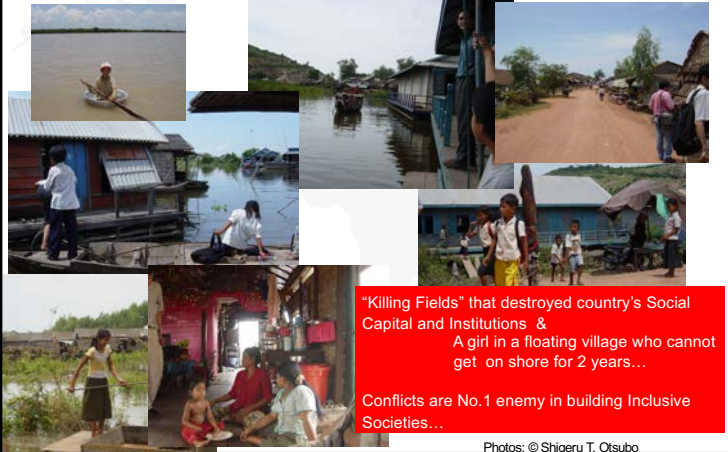 “Killing Fields” that destroyed country’s Social
Capital and Institutions &
A girl in a floating village who cannot
get on shore for 2 years…
Conflicts are No.1 enemy in building Inclusive
Societies…
Photos: © Shigeru T. Otsubo